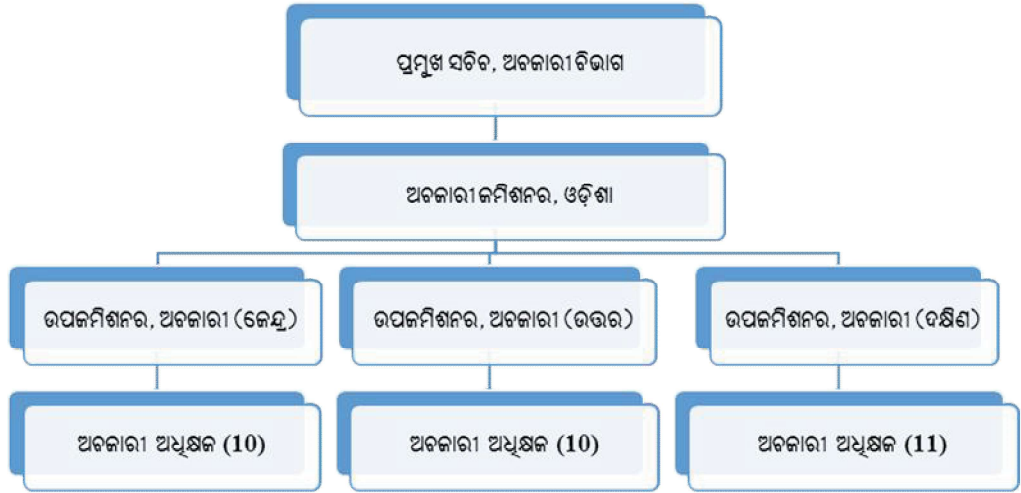 ପ୍ରମୁଖ ସଚିବ, ଅବକାରୀ ବିଭାଗ
ଅବକାରୀ କମିଶନର, ଓଡ଼ିଶା
ଉପକମିଶନର, ଅବକାରୀ (କେନ୍ଦ୍ର)
ଉପକମିଶନର, ଅବକାରୀ (ଉତ୍ତର)
ଉପକମିଶନର, ଅବକାରୀ (ଦକ୍ଷିଣ)
ଅବକାରୀ ଅଧିକ୍ଷକ (10)
ଅବକାରୀ ଅଧିକ୍ଷକ (10)
ଅବକାରୀ ଅଧିକ୍ଷକ (11)